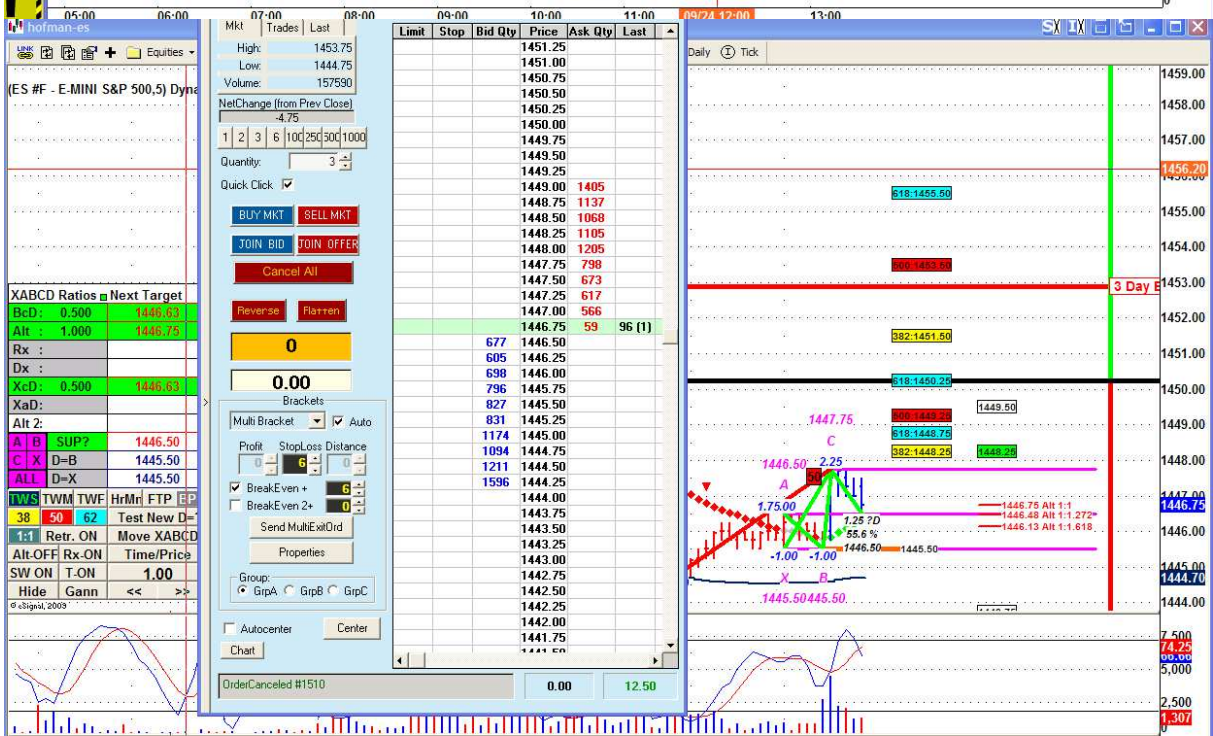 05:00 06:00 07:00 08:00 09:00 10:00 11:00 09/24 12:00 13:00
hofman-es
LINK Equities
(ES #F - E-MINI S&P 500,5) Dyna
XABCD Ratios Next Target
BcD: 0.500 1446.63
Alt : 1.000 1446.75
Rx :
Dx :
XcD: 0.500 1446.63
XaD:
Alt 2:
A B SUP? 1446.50
C X D=B 1445.50
ALL D=X 1445.50
TWS TWM TWF HrMn FTP EP
38 50 62 Test New D=
1:1 Retr. ON Move XABCD
Alt-OFF Rx-ON Time/Price
SW ON T-ON 1.00
Hide Gann << >>
© eSignal, 2009
Mkt Trades Last
High: 1453.75
Low: 1444.75
Volume: 157590
NetChange (from Prev Close)
-4.75
1 2 3 6 100 250 500 1000
Quantity: 3
Quick Click
BUY MKT SELL MKT
JOIN BID JOIN OFFER
Cancel All
Reverse Flatten
0
0.00
Brackets
Multi Bracket Auto
Profit StopLoss Distance
0 6 0
BreakEven + 6
BreakEven 2+ 0
Send MultiExitOrd
Properties
Group:
GrpA GrpB GrpC
Autocenter Center
Chart
OrderCanceled #1510 0.00 12.50
Limit Stop Bid Qty Price Ask Qty Last
1451.25
1451.00
1450.75
1450.50
1450.25
1450.00
1449.75
1449.50
1449.25
1449.00 1405
1448.75 1137
1448.50 1068
1448.25 1105
1448.00 1205
1447.75 798
1447.50 673
1447.25 617
1447.00 566
1446.75 59 96 (1)
677 1446.50
605 1446.25
698 1446.00
796 1445.75
827 1445.50
831 1445.25
1174 1445.00
1094 1444.75
1211 1444.50
1596 1444.25
1444.00
1443.75
1443.50
1443.25
1443.00
1442.75
1442.50
1442.25
1442.00
1441.75
1441.50
SX IX
Daily Tick
1459.00
1458.00
1457.00
1456.20
1455.00
1454.00
1453.00
1452.00
1451.00
1450.00
1449.00
1448.00
1447.00
1446.75
1446.00
1445.00
1444.70
1444.00
618:1455.50
500:1453.50
3 Day
382:1451.50
618:1450.25
1449.50
500:1449.25
618:1448.75
382:1448.25 1448.25
1447.75
C
1446.50 2.25
A 50
1.75.00
1.25 ?D
55.6 %
1446.50 1445.50
-1.00 -1.00
X B
1445.50 445.50
1446.75 Alt 1:1
1446.48 Alt 1:1.272
1446.13 Alt 1:1.618
7,500
74.25
66.66
5,000
2,500
1,307
0